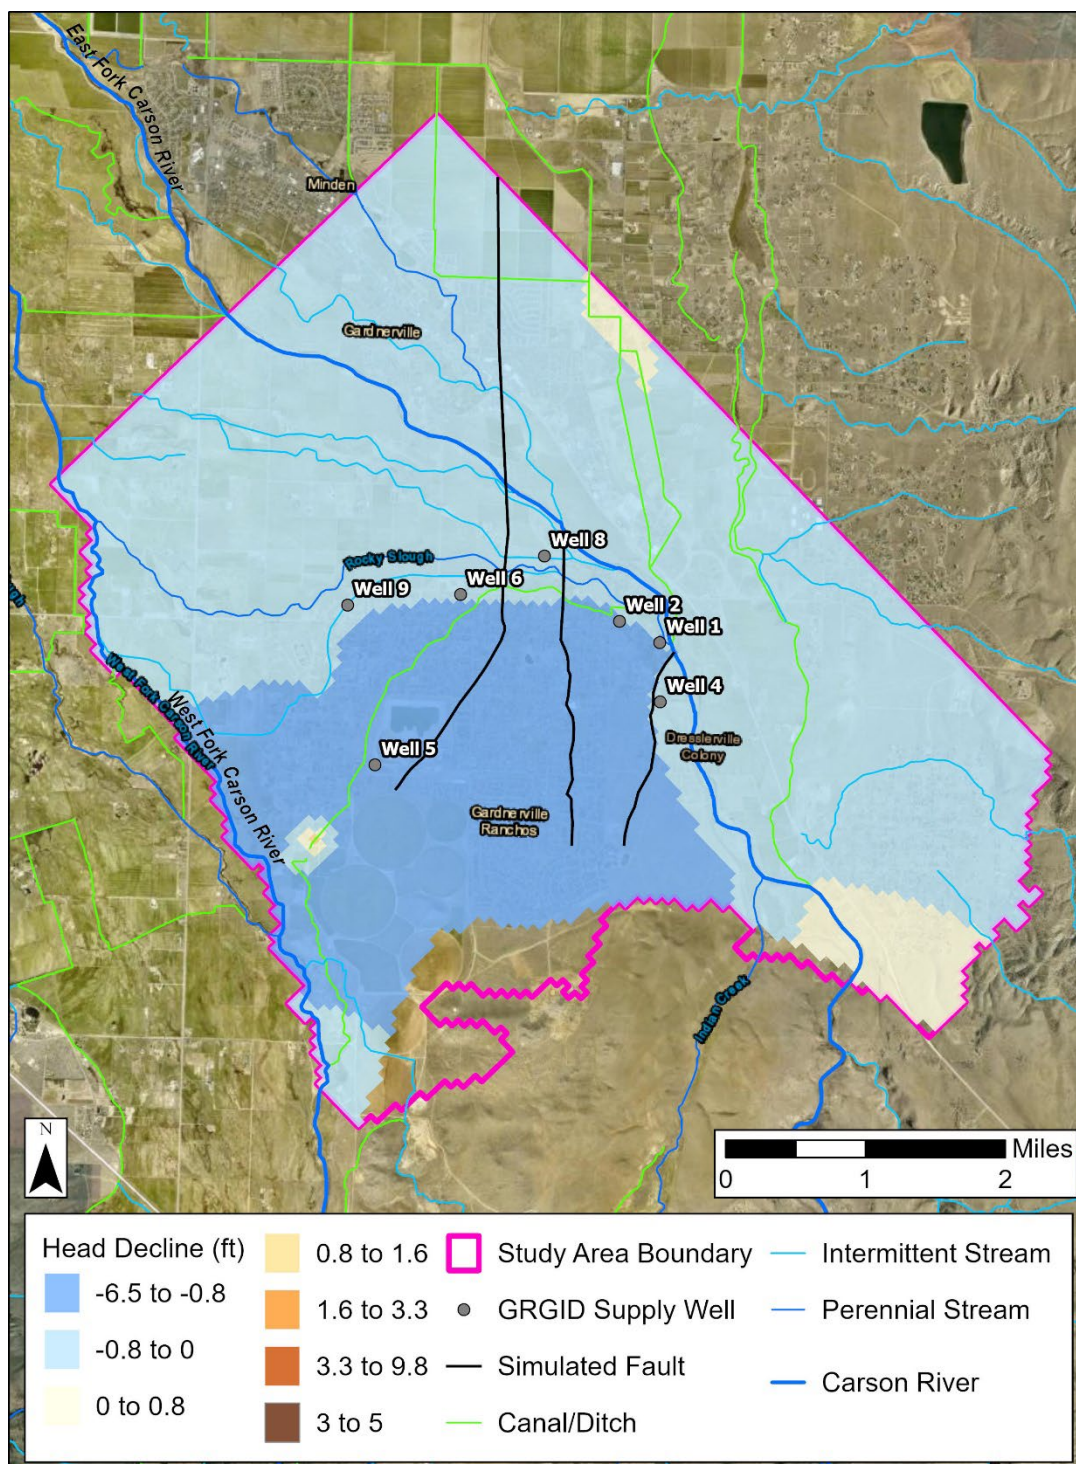 East Fork Carson River
Minden
Gardnerville
Rocky Slough
Well 8
Well 6
Well 9
Well 2
Well 1
Well 4
Dresslerville
Colony
West Fork Carson River
West Fork Carson River
Well 5
Gardnerville
Ranchos
Indian Creek
N
Miles
0 1 2
Head Decline (ft)
-6.5 to -0.8
-0.8 to 0
0 to 0.8
0.8 to 1.6
1.6 to 3.3
3.3 to 9.8
3 to 5
Study Area Boundary
GRGID Supply Well
Simulated Fault
Canal/Ditch
Intermittent Stream
Perennial Stream
Carson River